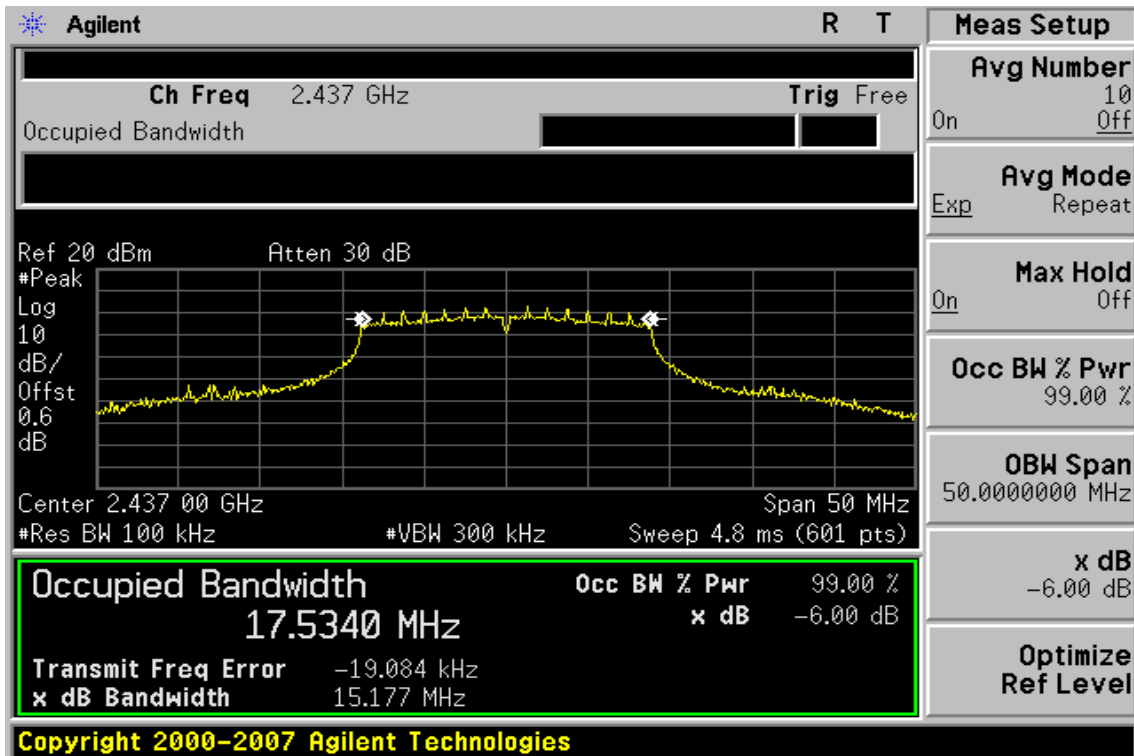 Agilent R T Meas Setup
Ch Freq 2.437 GHz Trig Free
Occupied Bandwidth
Ref 20 dBm Atten 30 dB
#Peak
Log
10
dB/
Offst
0.6
dB
Center 2.437 00 GHz Span 50 MHz
#Res BW 100 kHz #VBW 300 kHz Sweep 4.8 ms (601 pts)
Occupied Bandwidth
17.5340 MHz
Occ BW % Pwr 99.00 %
x dB -6.00 dB
Transmit Freq Error -19.084 kHz
x dB Bandwidth 15.177 MHz
Avg Number
10
On Off
Avg Mode
Exp Repeat
Max Hold
On Off
Occ BW % Pwr
99.00 %
OBW Span
50.0000000 MHz
x dB
-6.00 dB
Optimize
Ref Level
Copyright 2000-2007 Agilent Technologies